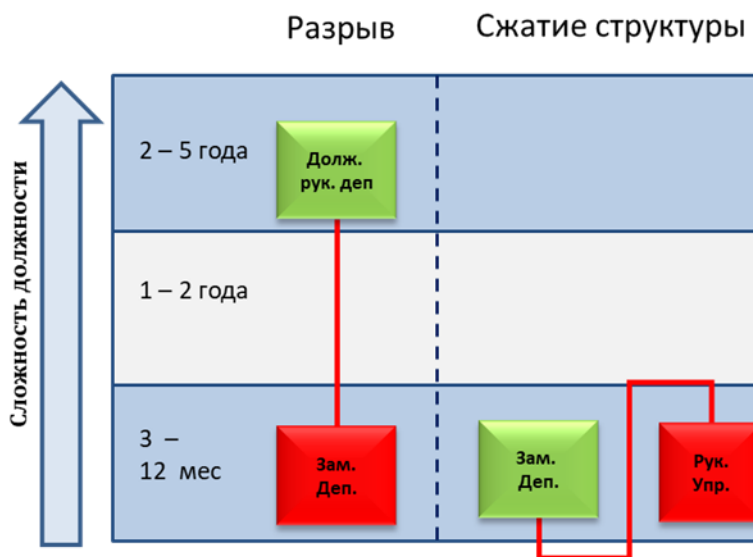 Разрыв
Сжатие структуры
Сложность должности
2 – 5 года
Долж.
рук. деп
1 – 2 года
3 –
12 мес
Зам.
Деп.
Зам.
Деп.
Рук.
Упр.